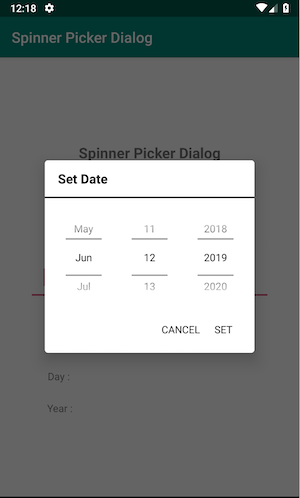 12:18
Spinner Picker Dialog
Spinner Picker Dialog
Set Date
May 11 2018
Jun 12 2019
Jul 13 2020
CANCEL SET
Day :
Year :